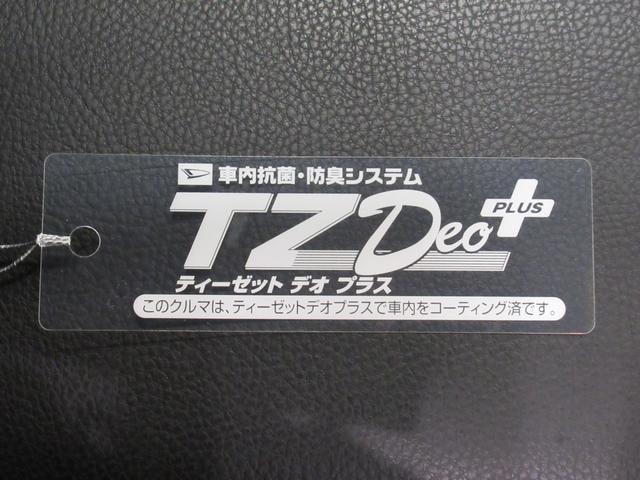 車内抗菌・防臭システム
TZ Deo PLUS
ティーゼット デオ プラス
このクルマは、ティーゼットデオプラスで車内をコーティング済です。